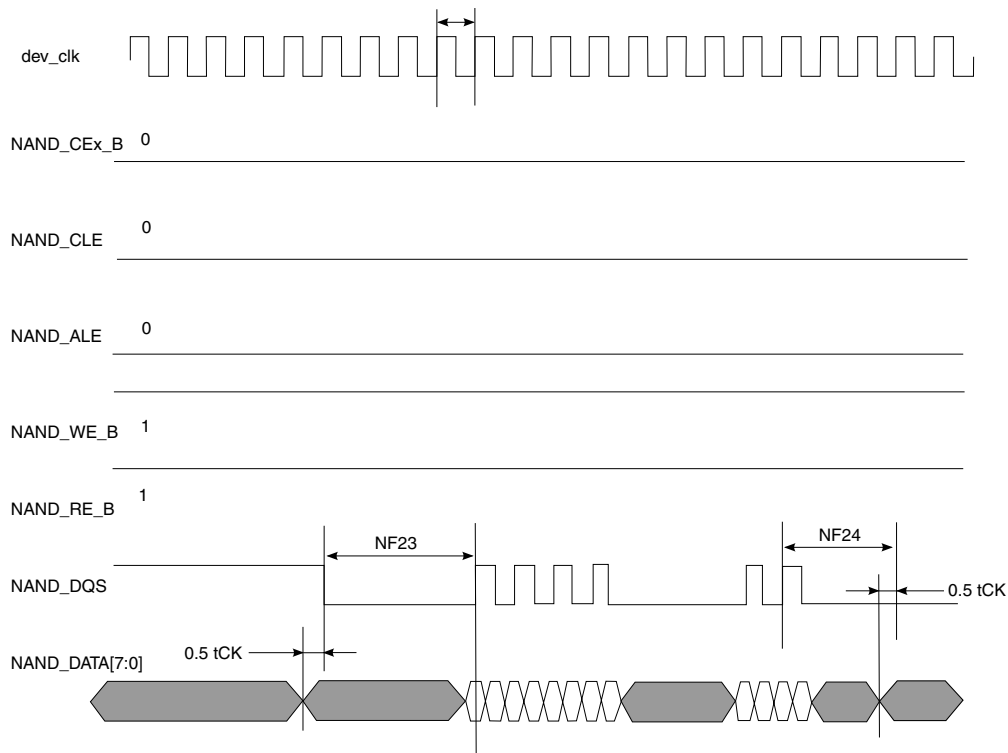 dev_clk
NAND_CEx_B 0
NAND_CLE 0
NAND_ALE 0
NAND_WE_B 1
NAND_RE_B 1
NF23
NF24
NAND_DQS
0.5 tCK
NAND_DATA[7:0]
0.5 tCK